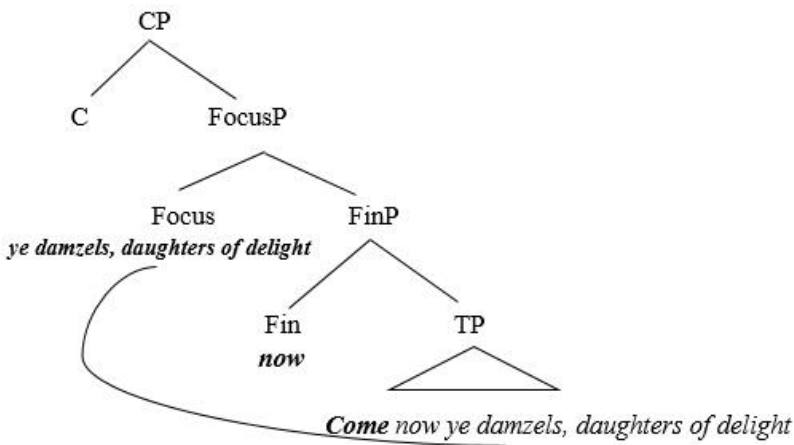 CP
C FocusP
Focus FinP
ye damzels, daughters of delight
Fin TP
now
Come now ye damzels, daughters of delight